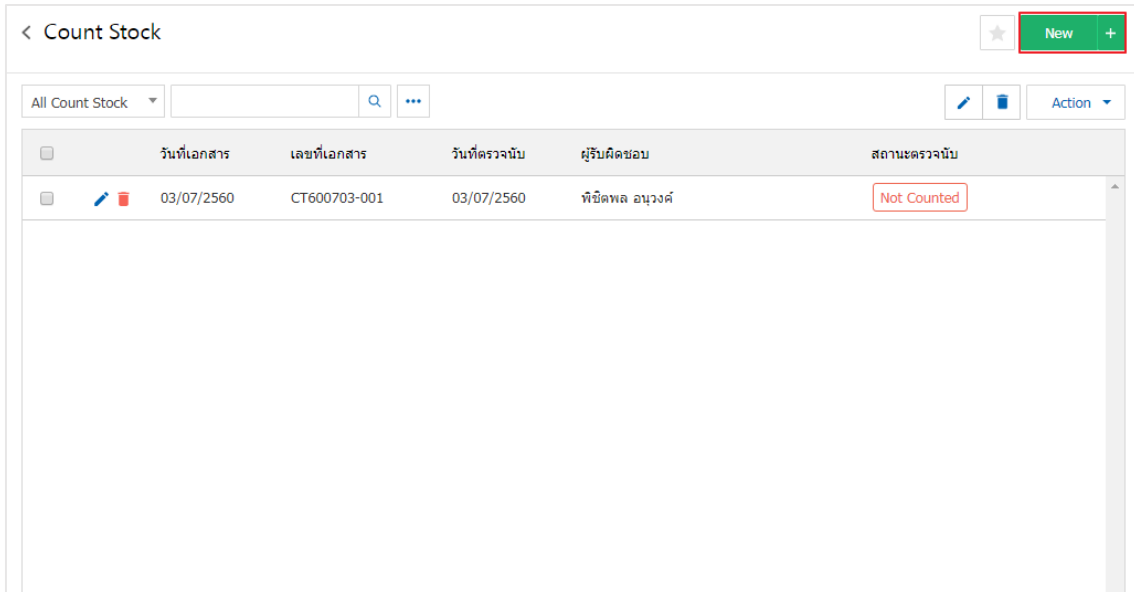 < Count Stock
New +
All Count Stock
Action
วันที่เอกสาร เลขที่เอกสาร วันที่ตรวจนับ ผู้รับผิดชอบ สถานะตรวจนับ
03/07/2560 CT600703-001 03/07/2560 พิชิตพล อนุวงค์ Not Counted